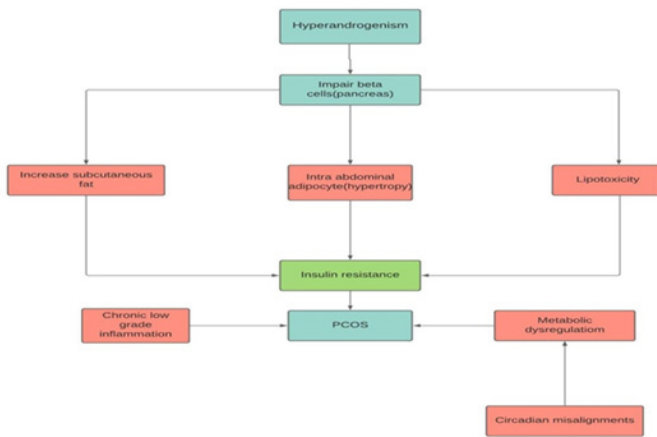 Hyperandrogenism
Impair beta
cells(pancreas)
Increase subcutaneous
fat
Intra abdominal
adipocyte(hypertropy)
Lipotoxicity
Insulin resistance
Chronic low
grade
inflammation
PCOS
Metabolic
dysregulatiom
Circadian misalignments